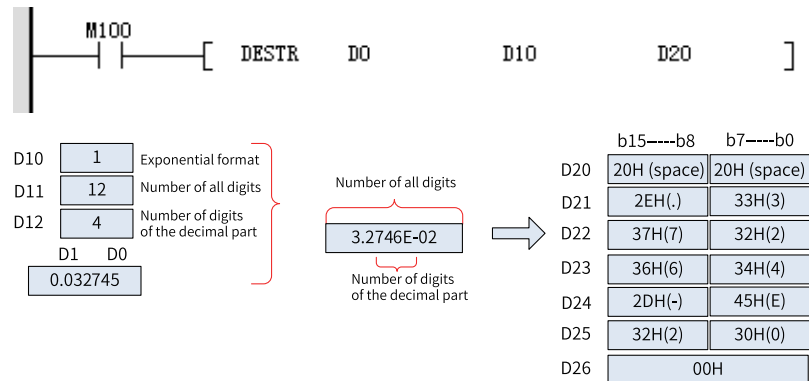 M100
DESTR D0 D10 D20
b15-----b8 b7-----b0
D10 1 Exponential format
D11 12 Number of all digits
D12 4 Number of digits
of the decimal part
D1 D0
0.032745
Number of all digits
3.2746E-02
Number of digits
of the decimal part
D20 20H (space) 20H (space)
D21 2EH(.) 33H(3)
D22 37H(7) 32H(2)
D23 36H(6) 34H(4)
D24 2DH(-) 45H(E)
D25 32H(2) 30H(0)
D26 00H